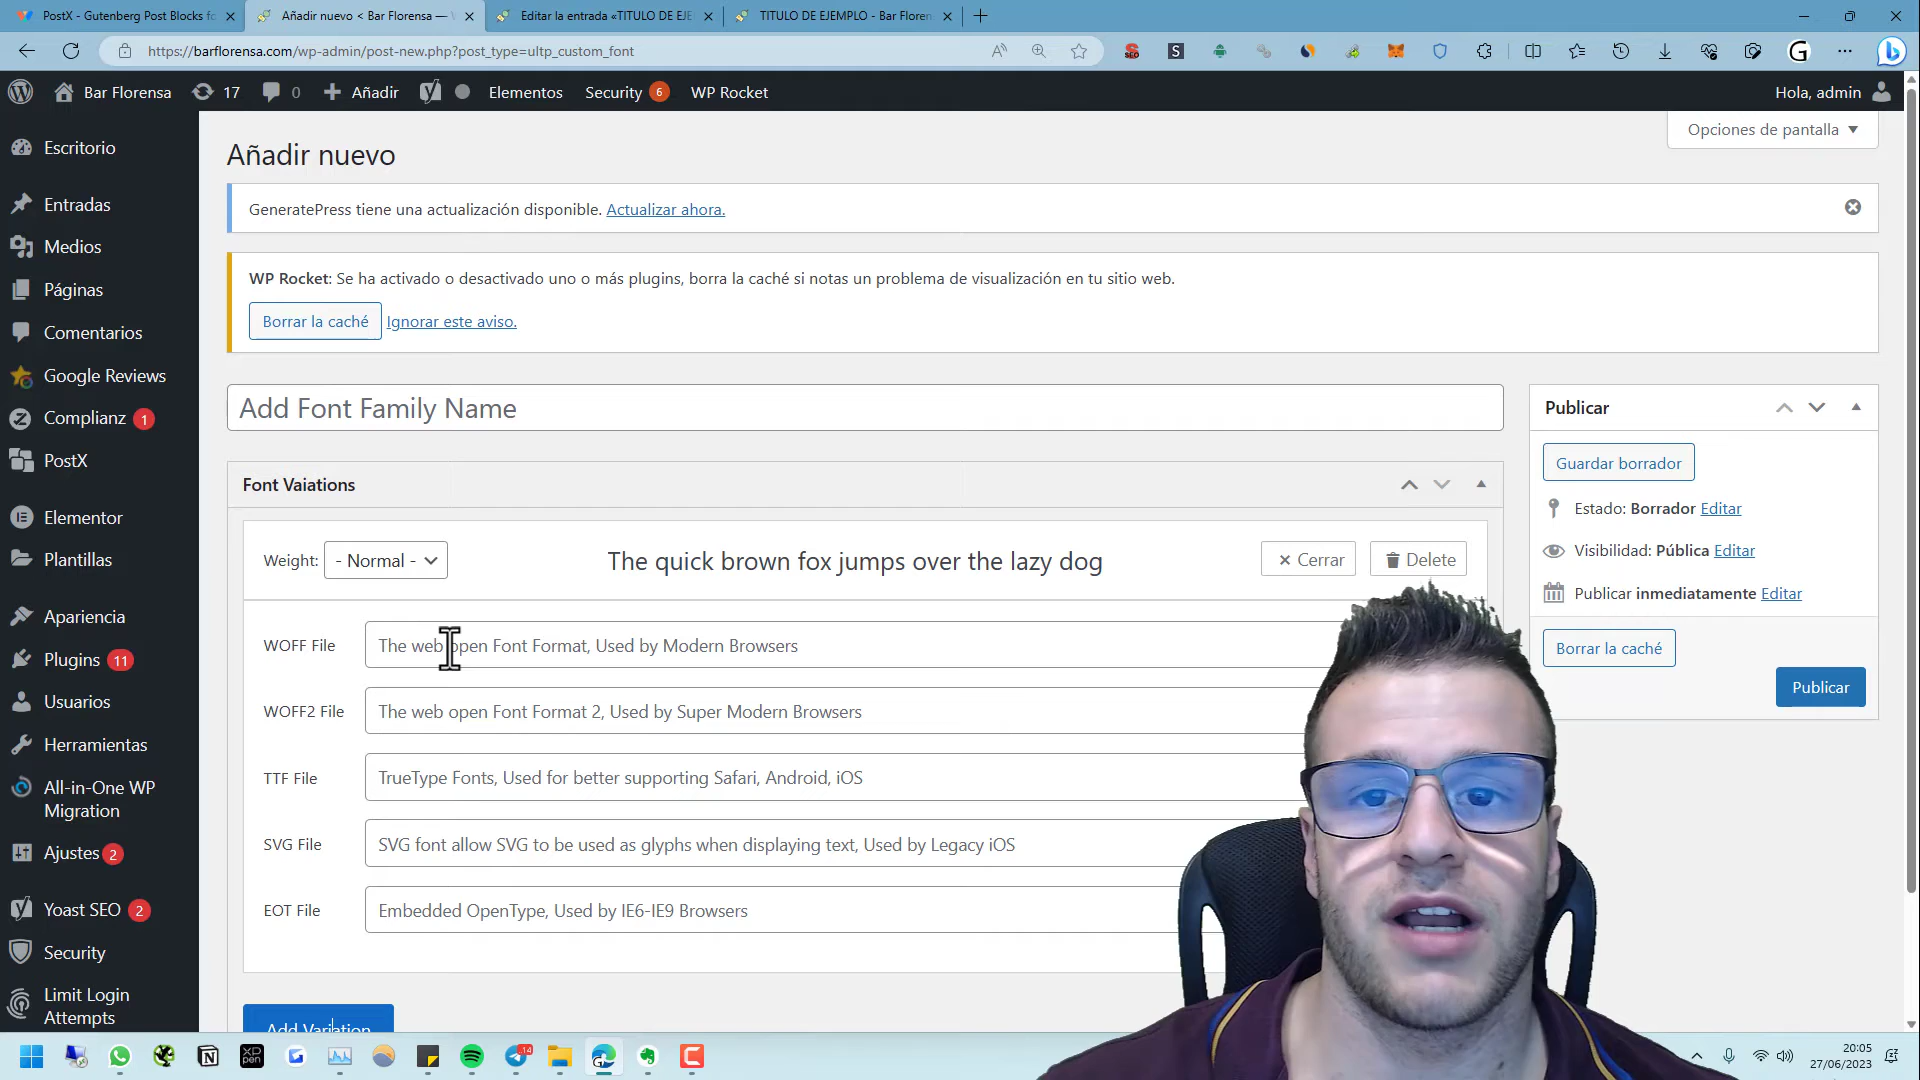 PostX - Gutenberg Post Blocks fo
Añadir nuevo < Bar Florensa — W
Editar la entrada «TITULO DE EJE
TITULO DE EJEMPLO - Bar Floren
https://barflorensa.com/wp-admin/post-new.php?post_type=ultp_custom_font
Bar Florensa 17 0 Añadir Elementos Security 6 WP Rocket Hola, admin
Opciones de pantalla
Escritorio
Entradas
Medios
Páginas
Comentarios
Google Reviews
Complianz 1
PostX
Elementor
Plantillas
Apariencia
Plugins 11
Usuarios
Herramientas
All-in-One WP
Migration
Ajustes 2
Yoast SEO 2
Security
Limit Login
Attempts
Añadir nuevo
GeneratePress tiene una actualización disponible. Actualizar ahora.
WP Rocket: Se ha activado o desactivado uno o más plugins, borra la caché si notas un problema de visualización en tu sitio web.
Borrar la caché Ignorar este aviso.
Add Font Family Name
Font Vaiations
Weight: - Normal - The quick brown fox jumps over the lazy dog Cerrar Delete
WOFF File The web open Font Format, Used by Modern Browsers
WOFF2 File The web open Font Format 2, Used by Super Modern Browsers
TTF File TrueType Fonts, Used for better supporting Safari, Android, iOS
SVG File SVG font allow SVG to be used as glyphs when displaying text, Used by Legacy iOS
EOT File Embedded OpenType, Used by IE6-IE9 Browsers
Add Variation
Publicar
Guardar borrador
Estado: Borrador Editar
Visibilidad: Pública Editar
Publicar inmediatamente Editar
Borrar la caché
Publicar
XP
pen
14
20:05
27/06/2023